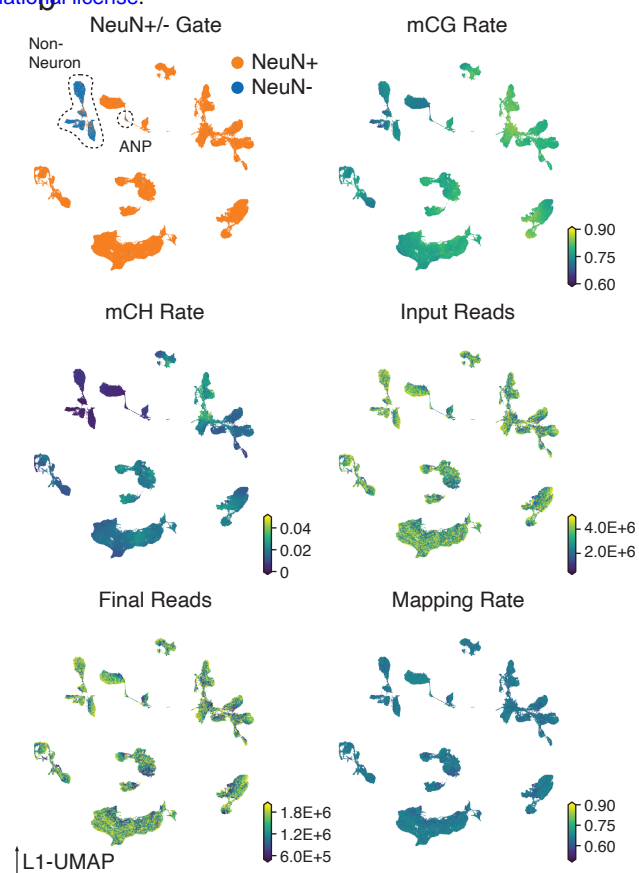 ational license.
b
NeuN+/- Gate
mCG Rate
Non-
Neuron
NeuN+
NeuN-
ANP
0.90
0.75
0.60
mCH Rate
Input Reads
0.04
0.02
0
4.0E+6
2.0E+6
Final Reads
Mapping Rate
1.8E+6
1.2E+6
6.0E+5
0.90
0.75
0.60
L1-UMAP